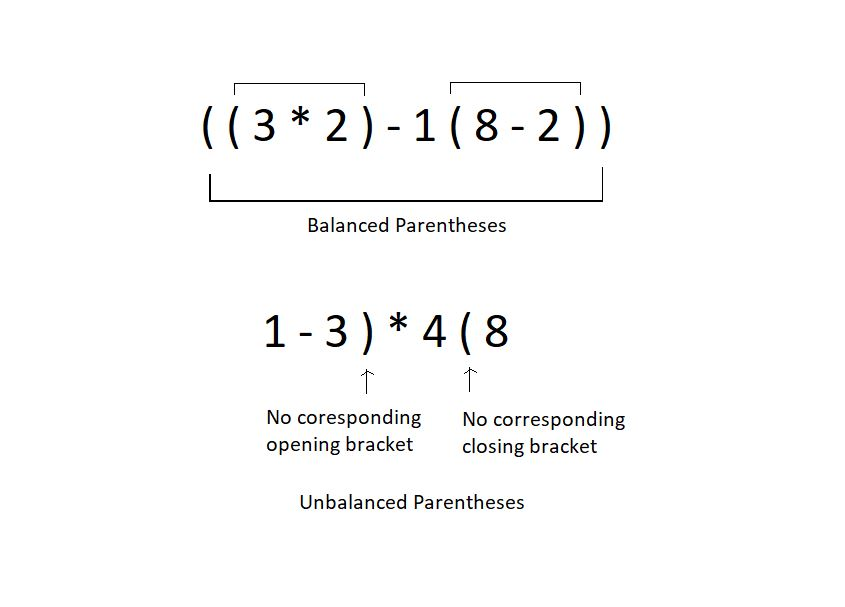 ( ( 3 * 2 ) - 1 ( 8 - 2 ) )
Balanced Parentheses
1 - 3 ) * 4 ( 8
No coresponding
opening bracket
No corresponding
closing bracket
Unbalanced Parentheses